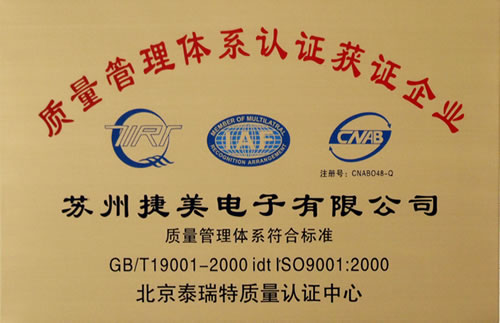 质量管理体系认证获证企业
TIRT
MEMBER OF MULTILATRAL
IAF
RECOGNITION ARRANGEMENT
CNAB
注册号：CNABO48-Q
苏州捷美电子有限公司
质量管理体系符合标准
GB/T19001-2000 idt ISO9001:2000
北京泰瑞特质量认证中心